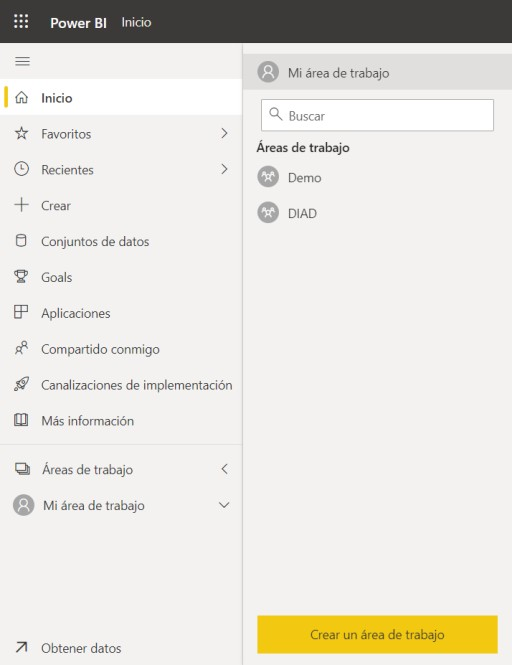 Power BI Inicio
Inicio
Favoritos
Recientes
Crear
Conjuntos de datos
Goals
Aplicaciones
Compartido conmigo
Canalizaciones de implementación
Más información
Áreas de trabajo
Mi área de trabajo
Obtener datos
Mi área de trabajo
Buscar
Áreas de trabajo
Demo
DIAD
Crear un área de trabajo